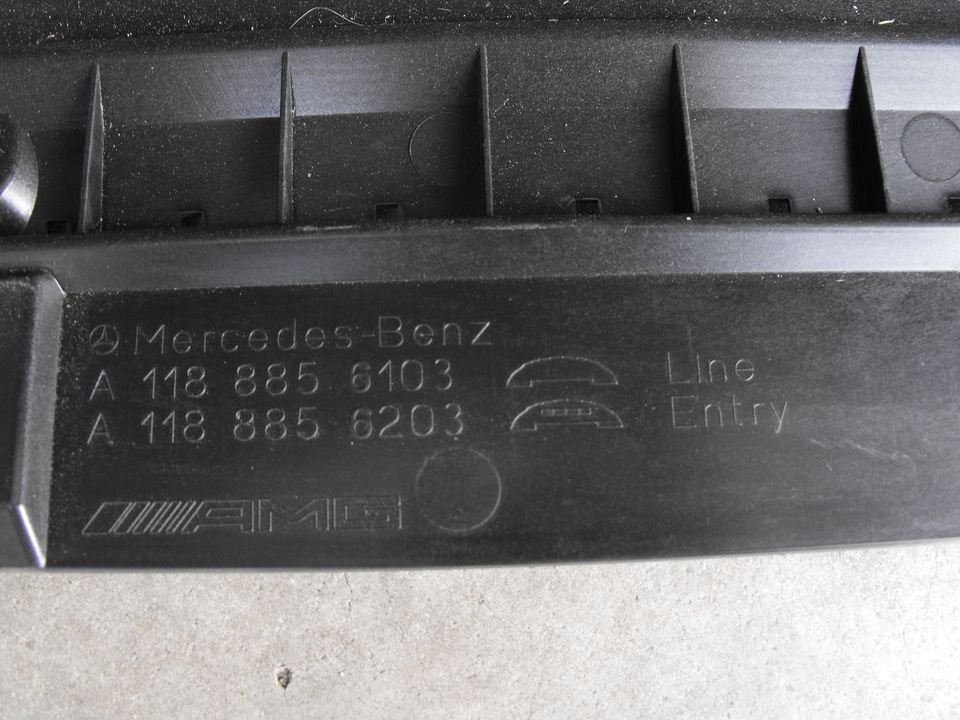 Mercedes-Benz
A 118 885 6103 Line
A 118 885 6203 Entry
AMG